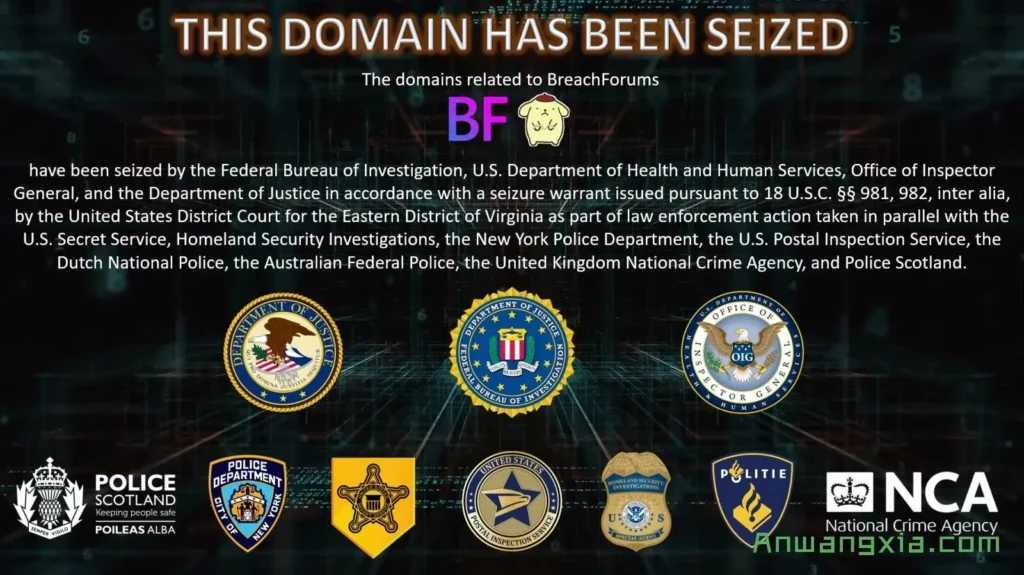 THIS DOMAIN HAS BEEN SEIZED
The domains related to BreachForums
BF
have been seized by the Federal Bureau of Investigation, U.S. Department of Health and Human Services, Office of Inspector
General, and the Department of Justice in accordance with a seizure warrant issued pursuant to 18 U.S.C. §§ 981, 982, inter alia,
by the United States District Court for the Eastern District of Virginia as part of law enforcement action taken in parallel with the
U.S. Secret Service, Homeland Security Investigations, the New York Police Department, the U.S. Postal Inspection Service, the
Dutch National Police, the Australian Federal Police, the United Kingdom National Crime Agency, and Police Scotland.
DEPARTMENT OF JUSTICE
DEPARTMENT OF JUSTICE
FEDERAL BUREAU OF INVESTIGATION
U.S. DEPARTMENT OF
HEALTH & HUMAN SERVICES
OFFICE OF
INSPECTOR GENERAL
OIG
SEMPER VIGILO
POLICE
SCOTLAND
Keeping people safe
POILEAS ALBA
POLICE
DEPARTMENT
CITY OF NEW YORK
UNITED STATES
POSTAL INSPECTION SERVICE
HOMELAND SECURITY
INVESTIGATIONS
U S
SPECIAL AGENT
POLITIE
NCA
National Crime Agency
Anwangxia.com